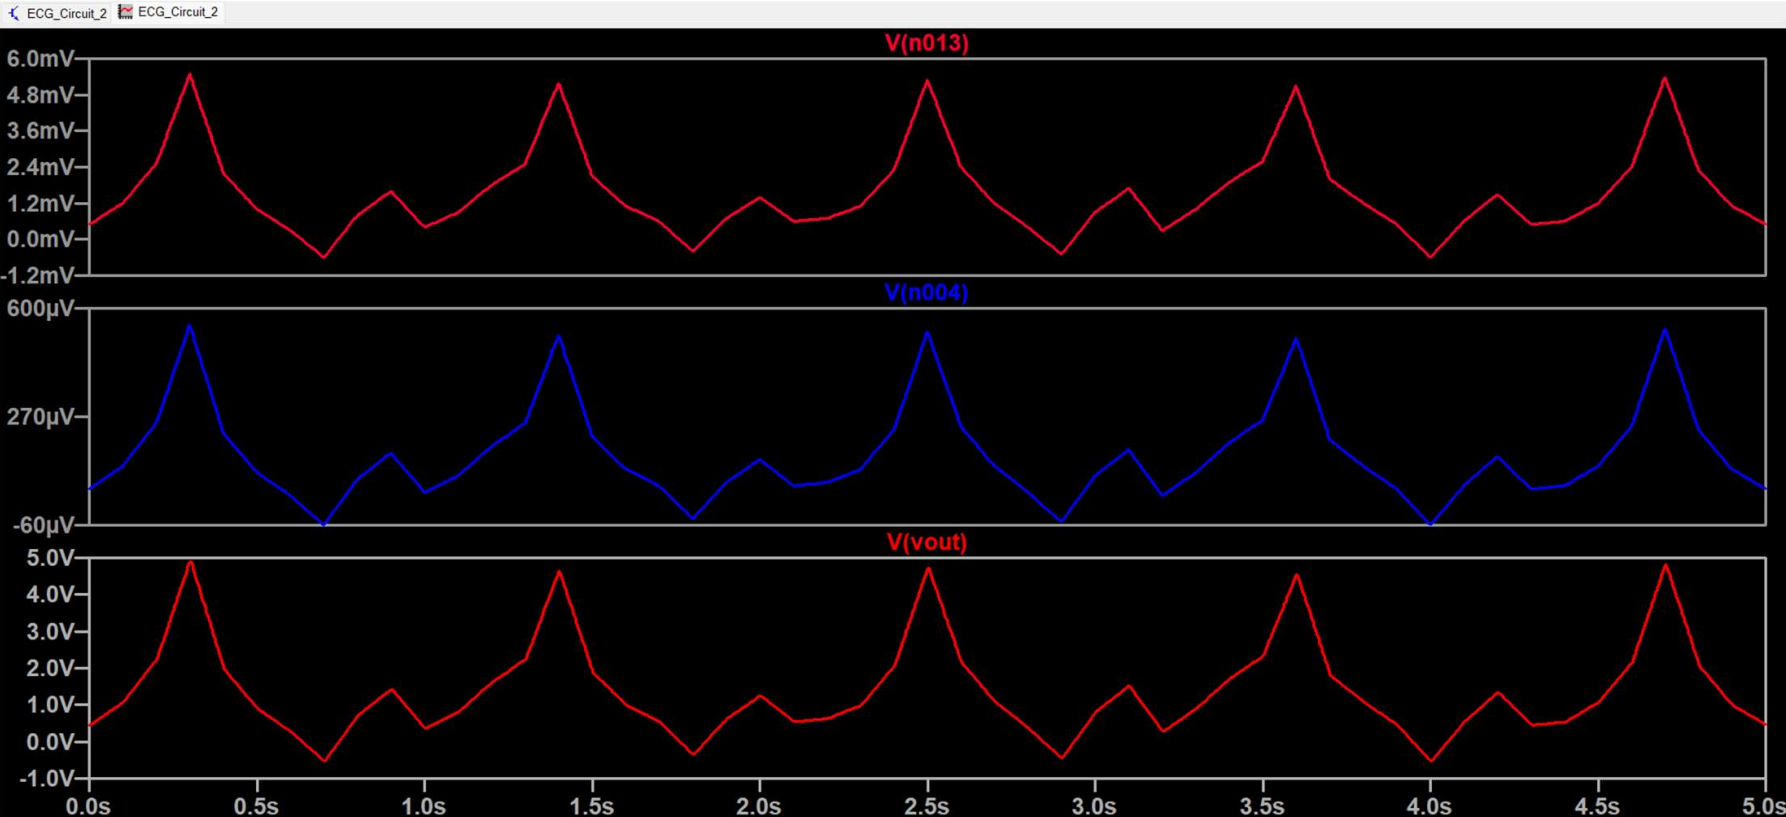 ECG_Circuit_2 ECG_Circuit_2
V(n013)
6.0mV
4.8mV
3.6mV
2.4mV
1.2mV
0.0mV
-1.2mV
V(n004)
600µV
270µV
-60µV
V(vout)
5.0V
4.0V
3.0V
2.0V
1.0V
0.0V
-1.0V
0.0s 0.5s 1.0s 1.5s 2.0s 2.5s 3.0s 3.5s 4.0s 4.5s 5.0s